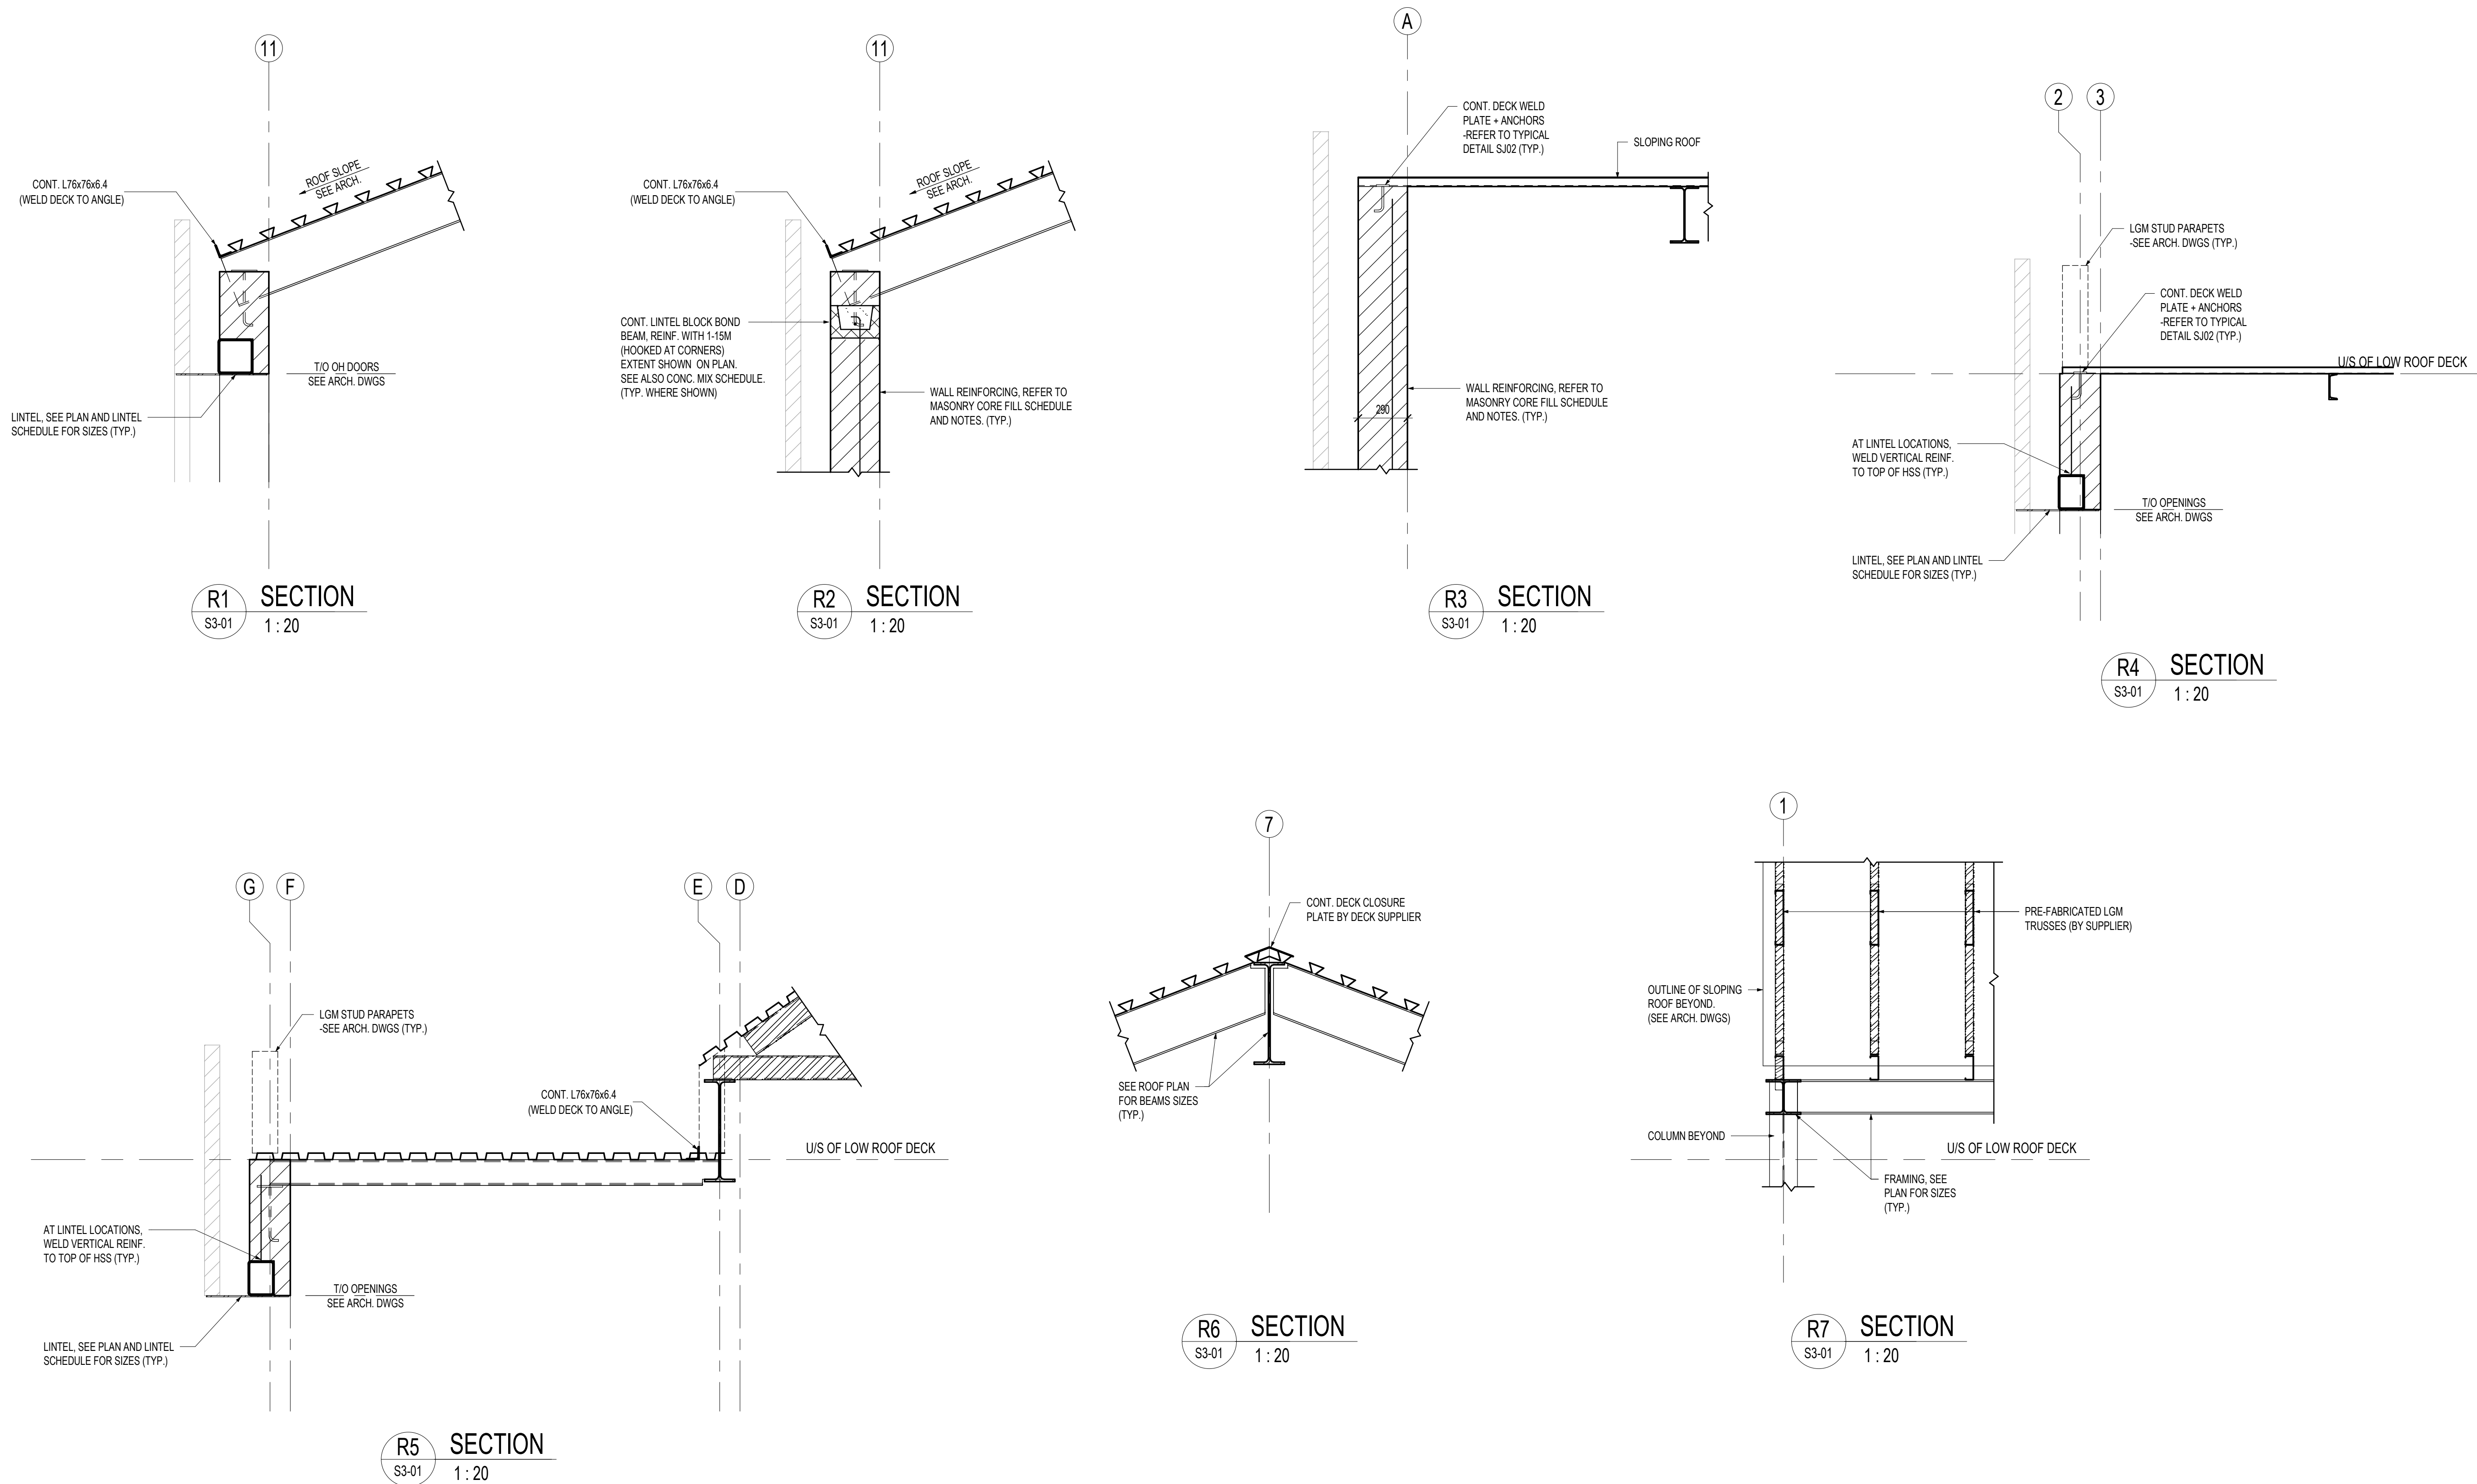 11
CONT. L76x76x6.4
(WELD DECK TO ANGLE)
ROOF SLOPE
SEE ARCH.
T/O OH DOORS
SEE ARCH. DWGS
LINTEL, SEE PLAN AND LINTEL
SCHEDULE FOR SIZES (TYP.)
R1
S3-01
SECTION
1 : 20
11
CONT. L76x76x6.4
(WELD DECK TO ANGLE)
ROOF SLOPE
SEE ARCH.
CONT. LINTEL BLOCK BOND
BEAM, REINF. WITH 1-15M
(HOOKED AT CORNERS)
EXTENT SHOWN ON PLAN.
SEE ALSO CONC. MIX SCHEDULE.
(TYP. WHERE SHOWN)
WALL REINFORCING, REFER TO
MASONRY CORE FILL SCHEDULE
AND NOTES. (TYP.)
R2
S3-01
SECTION
1 : 20
A
CONT. DECK WELD
PLATE + ANCHORS
-REFER TO TYPICAL
DETAIL SJ02 (TYP.)
SLOPING ROOF
290
WALL REINFORCING, REFER TO
MASONRY CORE FILL SCHEDULE
AND NOTES. (TYP.)
R3
S3-01
SECTION
1 : 20
2
3
LGM STUD PARAPETS
-SEE ARCH. DWGS (TYP.)
CONT. DECK WELD
PLATE + ANCHORS
-REFER TO TYPICAL
DETAIL SJ02 (TYP.)
U/S OF LOW ROOF DECK
AT LINTEL LOCATIONS,
WELD VERTICAL REINF.
TO TOP OF HSS (TYP.)
T/O OPENINGS
SEE ARCH. DWGS
LINTEL, SEE PLAN AND LINTEL
SCHEDULE FOR SIZES (TYP.)
R4
S3-01
SECTION
1 : 20
G
F
E
D
LGM STUD PARAPETS
-SEE ARCH. DWGS (TYP.)
CONT. L76x76x6.4
(WELD DECK TO ANGLE)
U/S OF LOW ROOF DECK
AT LINTEL LOCATIONS,
WELD VERTICAL REINF.
TO TOP OF HSS (TYP.)
T/O OPENINGS
SEE ARCH. DWGS
LINTEL, SEE PLAN AND LINTEL
SCHEDULE FOR SIZES (TYP.)
R5
S3-01
SECTION
1 : 20
7
CONT. DECK CLOSURE
PLATE BY DECK SUPPLIER
SEE ROOF PLAN
FOR BEAMS SIZES
(TYP.)
R6
S3-01
SECTION
1 : 20
1
PRE-FABRICATED LGM
TRUSSES (BY SUPPLIER)
OUTLINE OF SLOPING
ROOF BEYOND.
(SEE ARCH. DWGS)
COLUMN BEYOND
U/S OF LOW ROOF DECK
FRAMING, SEE
PLAN FOR SIZES
(TYP.)
R7
S3-01
SECTION
1 : 20